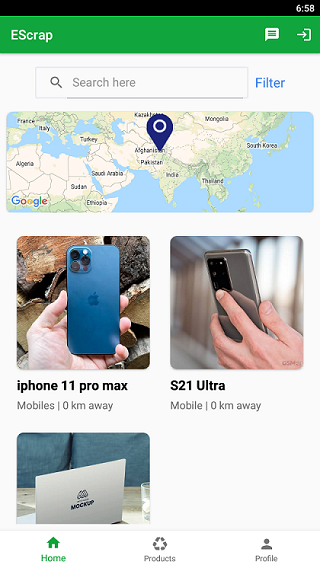 6:58
EScrap
Search here
Filter
France
Italy
Algeria
Turkey
Saudi Arabia
Sudan
Ethiopia
Kazakhstan
Afghanistan
Pakistan
India
China
Thailand
South Korea
Google
iphone 11 pro max
Mobiles | 0 km away
S21 Ultra
Mobile | 0 km away
MOCKUP
Home
Products
Profile